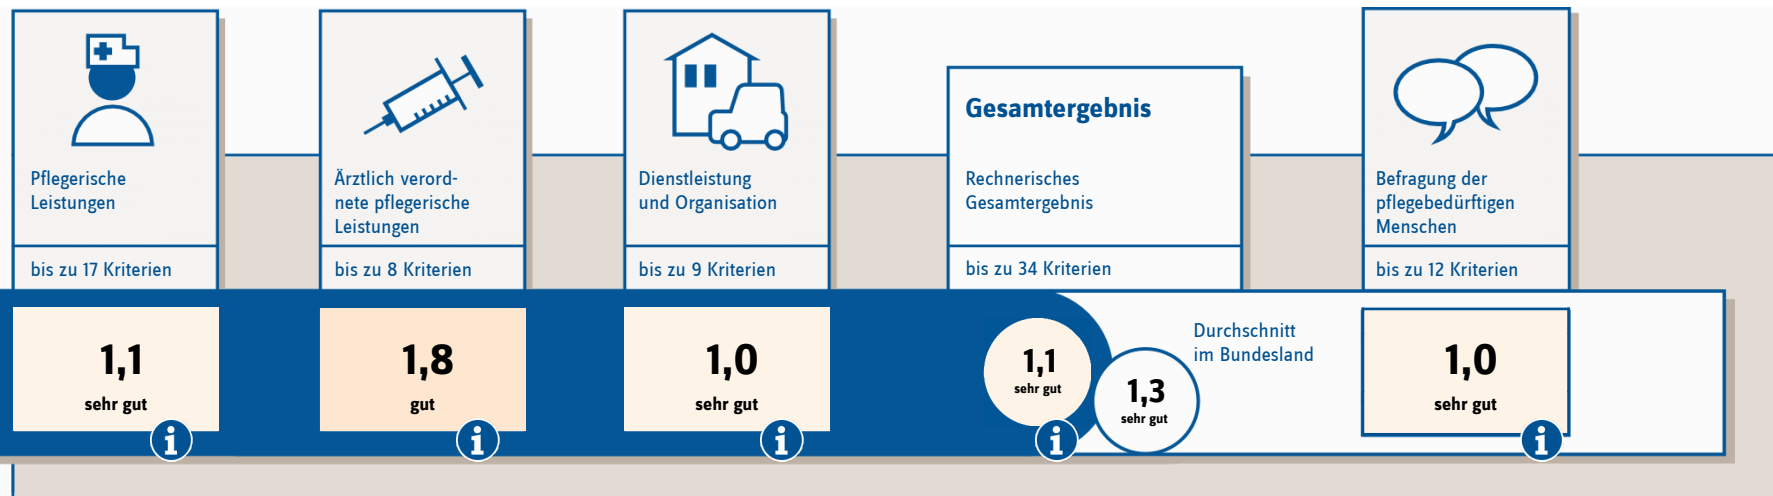 Pflegerische
Leistungen
bis zu 17 Kriterien
1,1
sehr gut
i
Ärztlich verord-
nete pflegerische
Leistungen
bis zu 8 Kriterien
1,8
gut
i
Dienstleistung
und Organisation
bis zu 9 Kriterien
1,0
sehr gut
i
Gesamtergebnis
Rechnerisches
Gesamtergebnis
bis zu 34 Kriterien
1,1
sehr gut
i
1,3
sehr gut
Durchschnitt
im Bundesland
Befragung der
pflegebedürftigen
Menschen
bis zu 12 Kriterien
1,0
sehr gut
i